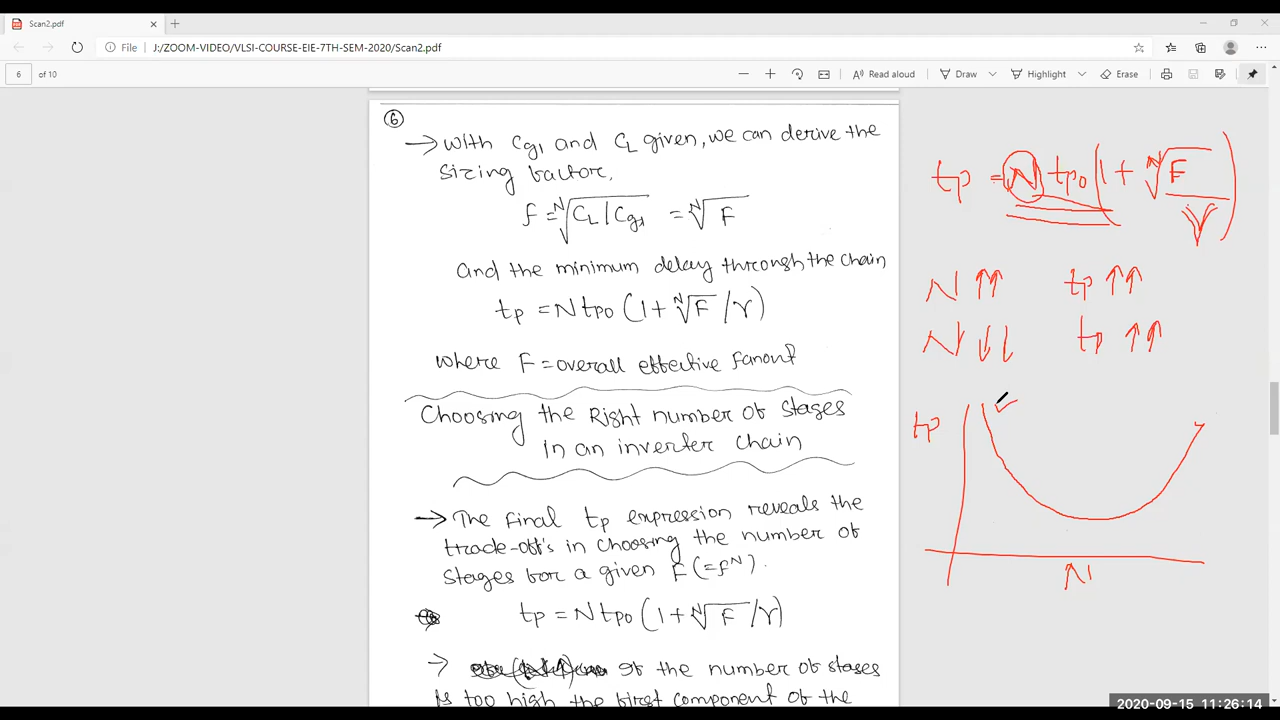 Scan2.pdf
File
J:/ZOOM-VIDEO/VLSI-COURSE-EIE-7TH-SEM-2020/Scan2.pdf
6 of 10
Read aloud
Draw
Highlight
Erase
6
→ With Cg1 and CL given, we can derive the
sizing factor,
f = ᴺ√CL/Cg1 = ᴺ√F
And the minimum delay through the chain
tp = N tpo (1 + ᴺ√F /γ)
where F = overall effective fanout
Choosing the Right number of stages
in an inverter chain
→ The final tp expression reveals the
trade-off's in choosing the number of
stages for a given F (=fᴺ).
tp = N tpo (1 + ᴺ√F /γ)
→ If the number of stages
is too high the first component of the
tp = N tpo (1 + ᴺ√F / γ)
N ↑↑ tp ↑↑
N ↓↓ tp ↑↑
tp
N
2020-09-15 11:26:14